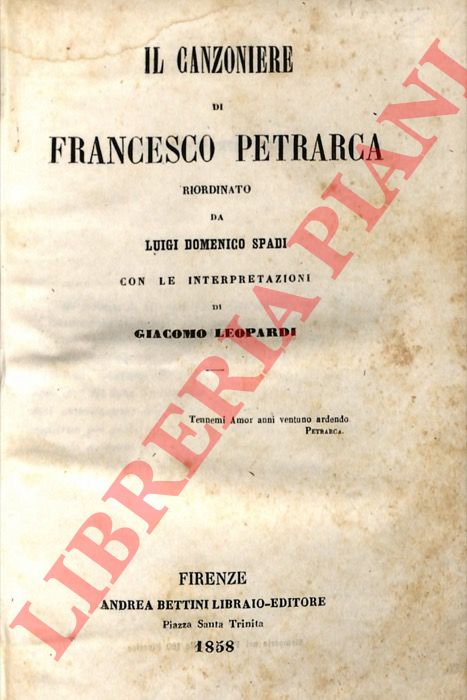 IL CANZONIERE
DI
FRANCESCO PETRARCA
RIORDINATO
DA
LUIGI DOMENICO SPADI
CON LE INTERPRETAZIONI
DI
GIACOMO LEOPARDI
Tennemi Amor anni ventuno ardendo
PETRARCA.
FIRENZE
ANDREA BETTINI LIBRAIO-EDITORE
Piazza Santa Trinita
1858
LIBRERIA PIANI